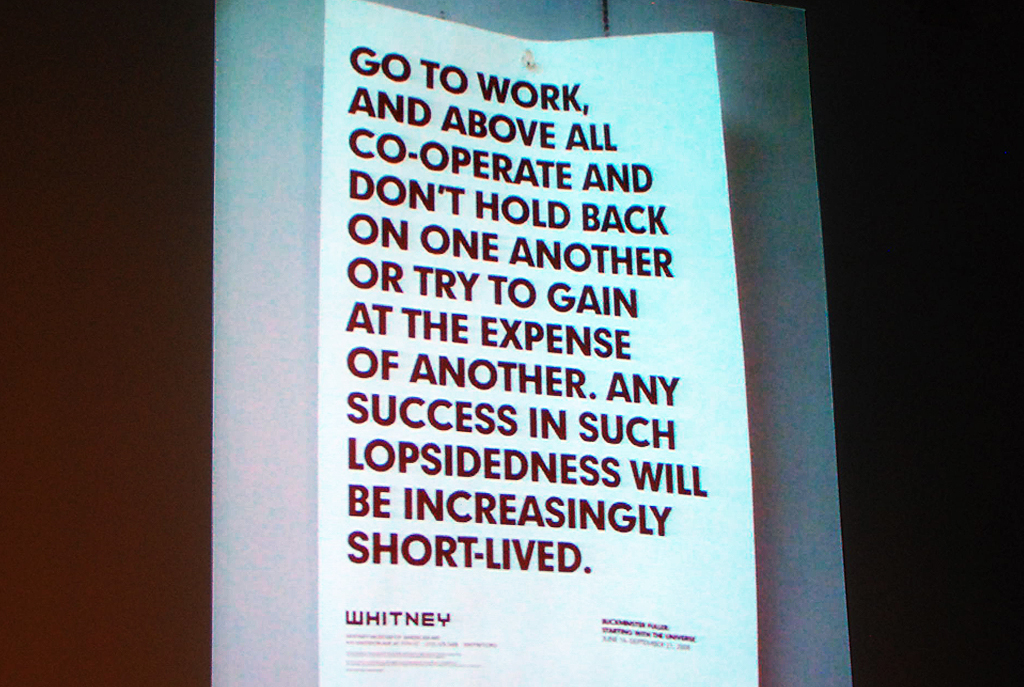 GO TO WORK,
AND ABOVE ALL
CO-OPERATE AND
DON'T HOLD BACK
ON ONE ANOTHER
OR TRY TO GAIN
AT THE EXPENSE
OF ANOTHER. ANY
SUCCESS IN SUCH
LOPSIDEDNESS WILL
BE INCREASINGLY
SHORT-LIVED.
WHITNEY
BUCKMINSTER FULLER:
STARTING WITH THE UNIVERSE
JUNE SEPTEMBER 21, 2008